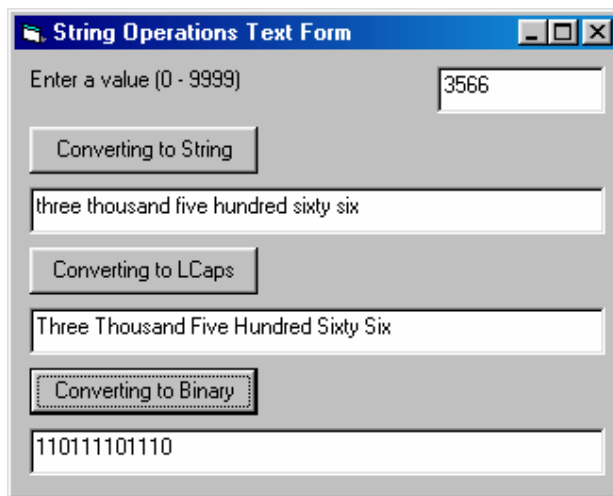 String Operations Text Form
Enter a value (0 - 9999) 3566
Converting to String
three thousand five hundred sixty six
Converting to LCaps
Three Thousand Five Hundred Sixty Six
Converting to Binary
110111101110